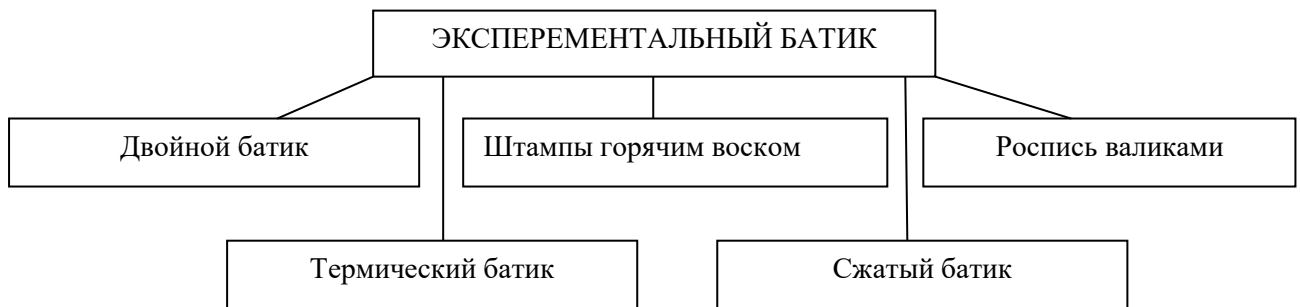 ЭКСПЕРЕМЕНТАЛЬНЫЙ БАТИК
Двойной батик
Штампы горячим воском
Роспись валиками
Термический батик
Сжатый батик